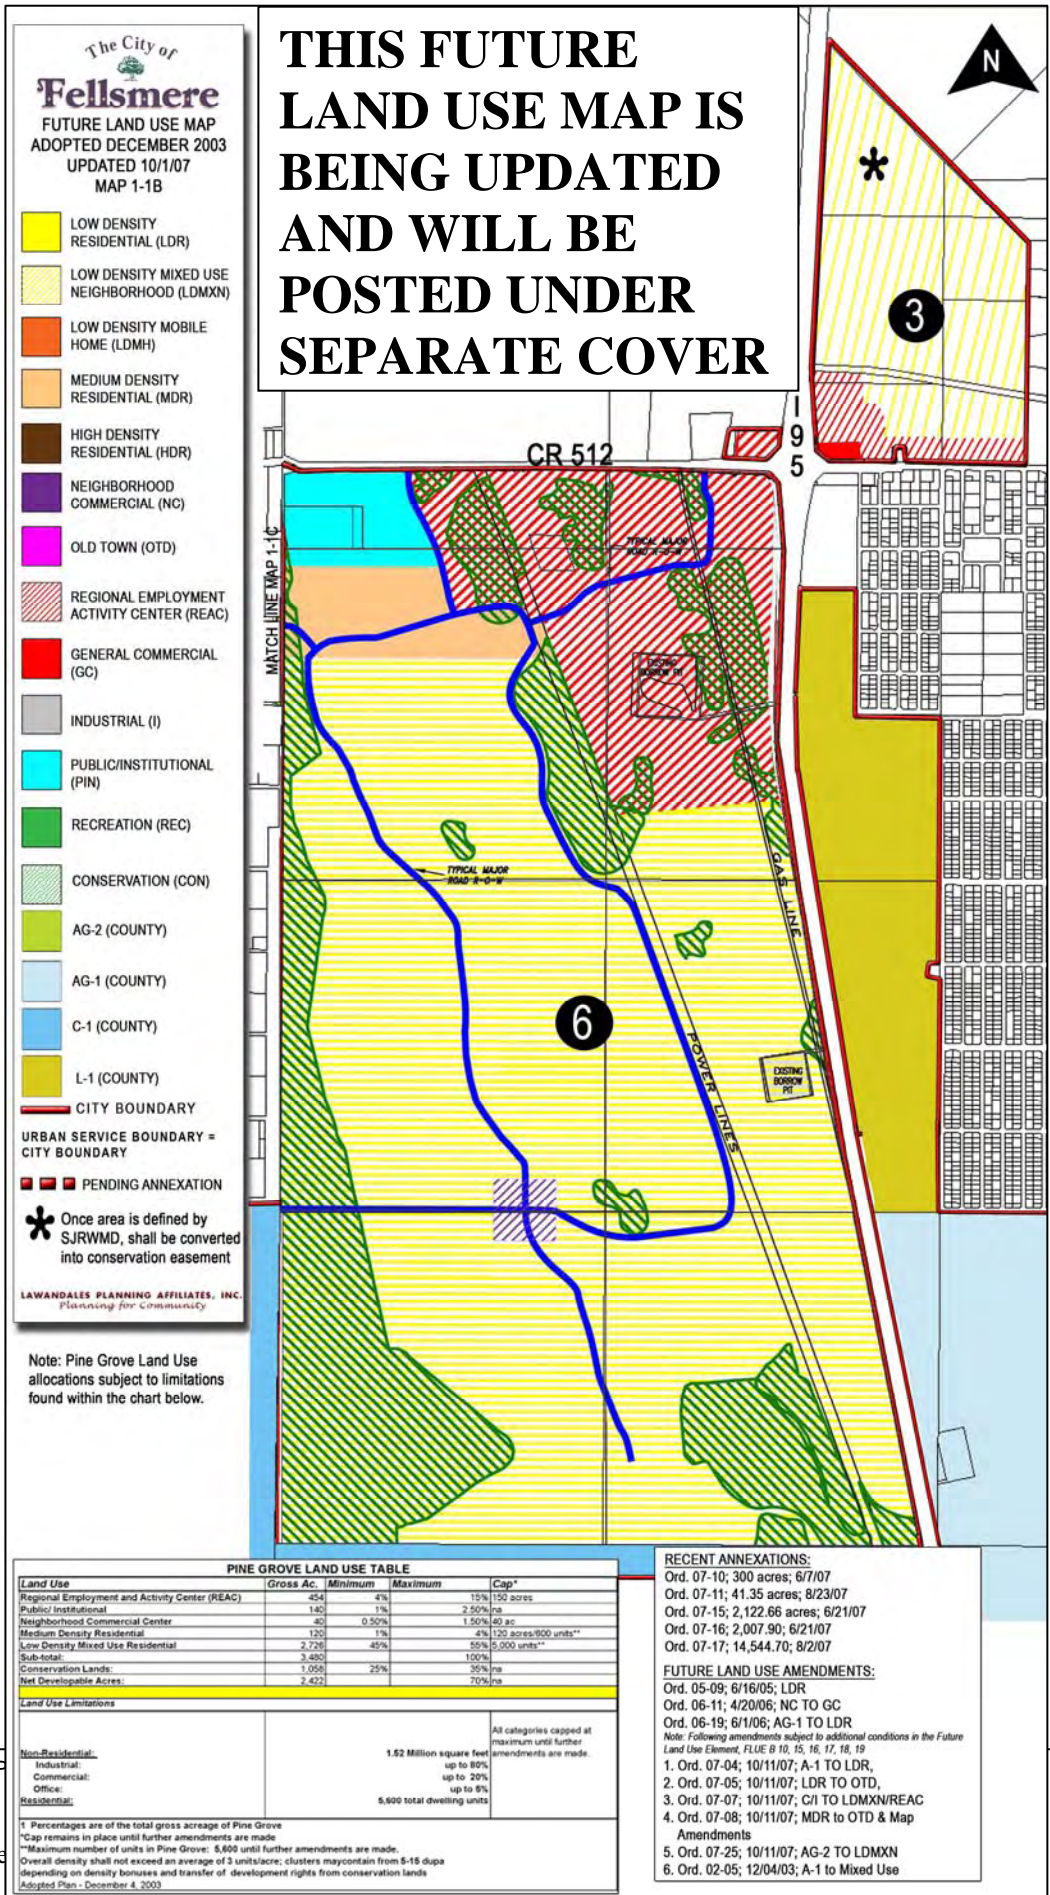 The City of
Fellsmere
FUTURE LAND USE MAP
ADOPTED DECEMBER 2003
UPDATED 10/1/07
MAP 1-1B
LOW DENSITY
RESIDENTIAL (LDR)
LOW DENSITY MIXED USE
NEIGHBORHOOD (LDMXN)
LOW DENSITY MOBILE
HOME (LDMH)
MEDIUM DENSITY
RESIDENTIAL (MDR)
HIGH DENSITY
RESIDENTIAL (HDR)
NEIGHBORHOOD
COMMERCIAL (NC)
OLD TOWN (OTD)
REGIONAL EMPLOYMENT
ACTIVITY CENTER (REAC)
GENERAL COMMERCIAL
(GC)
INDUSTRIAL (I)
PUBLIC/INSTITUTIONAL
(PIN)
RECREATION (REC)
CONSERVATION (CON)
AG-2 (COUNTY)
AG-1 (COUNTY)
C-1 (COUNTY)
L-1 (COUNTY)
CITY BOUNDARY
URBAN SERVICE BOUNDARY =
CITY BOUNDARY
PENDING ANNEXATION
* Once area is defined by
SJRWMD, shall be converted
into conservation easement
LAWANDALES PLANNING AFFILIATES, INC.
Planning for Community
Note: Pine Grove Land Use
allocations subject to limitations
found within the chart below.
THIS FUTURE
LAND USE MAP IS
BEING UPDATED
AND WILL BE
POSTED UNDER
SEPARATE COVER
N
*
3
I 95
CR 512
MATCH LINE MAP 1-1C
TYPICAL MAJOR
ROAD R-O-W
EXISTING
BORROW PIT
TYPICAL MAJOR
ROAD R-O-W
GAS LINE
6
POWER LINES
EXISTING
BORROW
PIT
PINE GROVE LAND USE TABLE
Land Use Gross Ac. Minimum Maximum Cap*
Regional Employment and Activity Center (REAC) 454 4% 15% 150 acres
Public/ Institutional 140 1% 2.50% na
Neighborhood Commercial Center 40 0.50% 1.50% 40 ac
Medium Density Residential 120 1% 4% 120 acres/600 units**
Low Density Mixed Use Residential 2,726 45% 55% 5,000 units**
Sub-total: 3,480 100%
Conservation Lands: 1,058 25% 35% na
Net Developable Acres: 2,422 70% na
Land Use Limitations
All categories capped at
maximum until further
amendments are made.
Non-Residential: 1.52 Million square feet
Industrial: up to 80%
Commercial: up to 20%
Office: up to 5%
Residential: 5,600 total dwelling units
1 Percentages are of the total gross acreage of Pine Grove
*Cap remains in place until further amendments are made
**Maximum number of units in Pine Grove: 5,600 until further amendments are made.
Overall density shall not exceed an average of 3 units/acre; clusters maycontain from 5-15 dupa
depending on density bonuses and transfer of development rights from conservation lands
Adopted Plan - December 4, 2003
RECENT ANNEXATIONS:
Ord. 07-10; 300 acres; 6/7/07
Ord. 07-11; 41.35 acres; 8/23/07
Ord. 07-15; 2,122.66 acres; 6/21/07
Ord. 07-16; 2,007.90; 6/21/07
Ord. 07-17; 14,544.70; 8/2/07
FUTURE LAND USE AMENDMENTS:
Ord. 05-09; 6/16/05; LDR
Ord. 06-11; 4/20/06; NC TO GC
Ord. 06-19; 6/1/06; AG-1 TO LDR
Note: Following amendments subject to additional conditions in the Future
Land Use Element, FLUE B 10, 15, 16, 17, 18, 19
1. Ord. 07-04; 10/11/07; A-1 TO LDR,
2. Ord. 07-05; 10/11/07; LDR TO OTD,
3. Ord. 07-07; 10/11/07; C/I TO LDMXN/REAC
4. Ord. 07-08; 10/11/07; MDR to OTD & Map
Amendments
5. Ord. 07-25; 10/11/07; AG-2 TO LDMXN
6. Ord. 02-05; 12/04/03; A-1 to Mixed Use